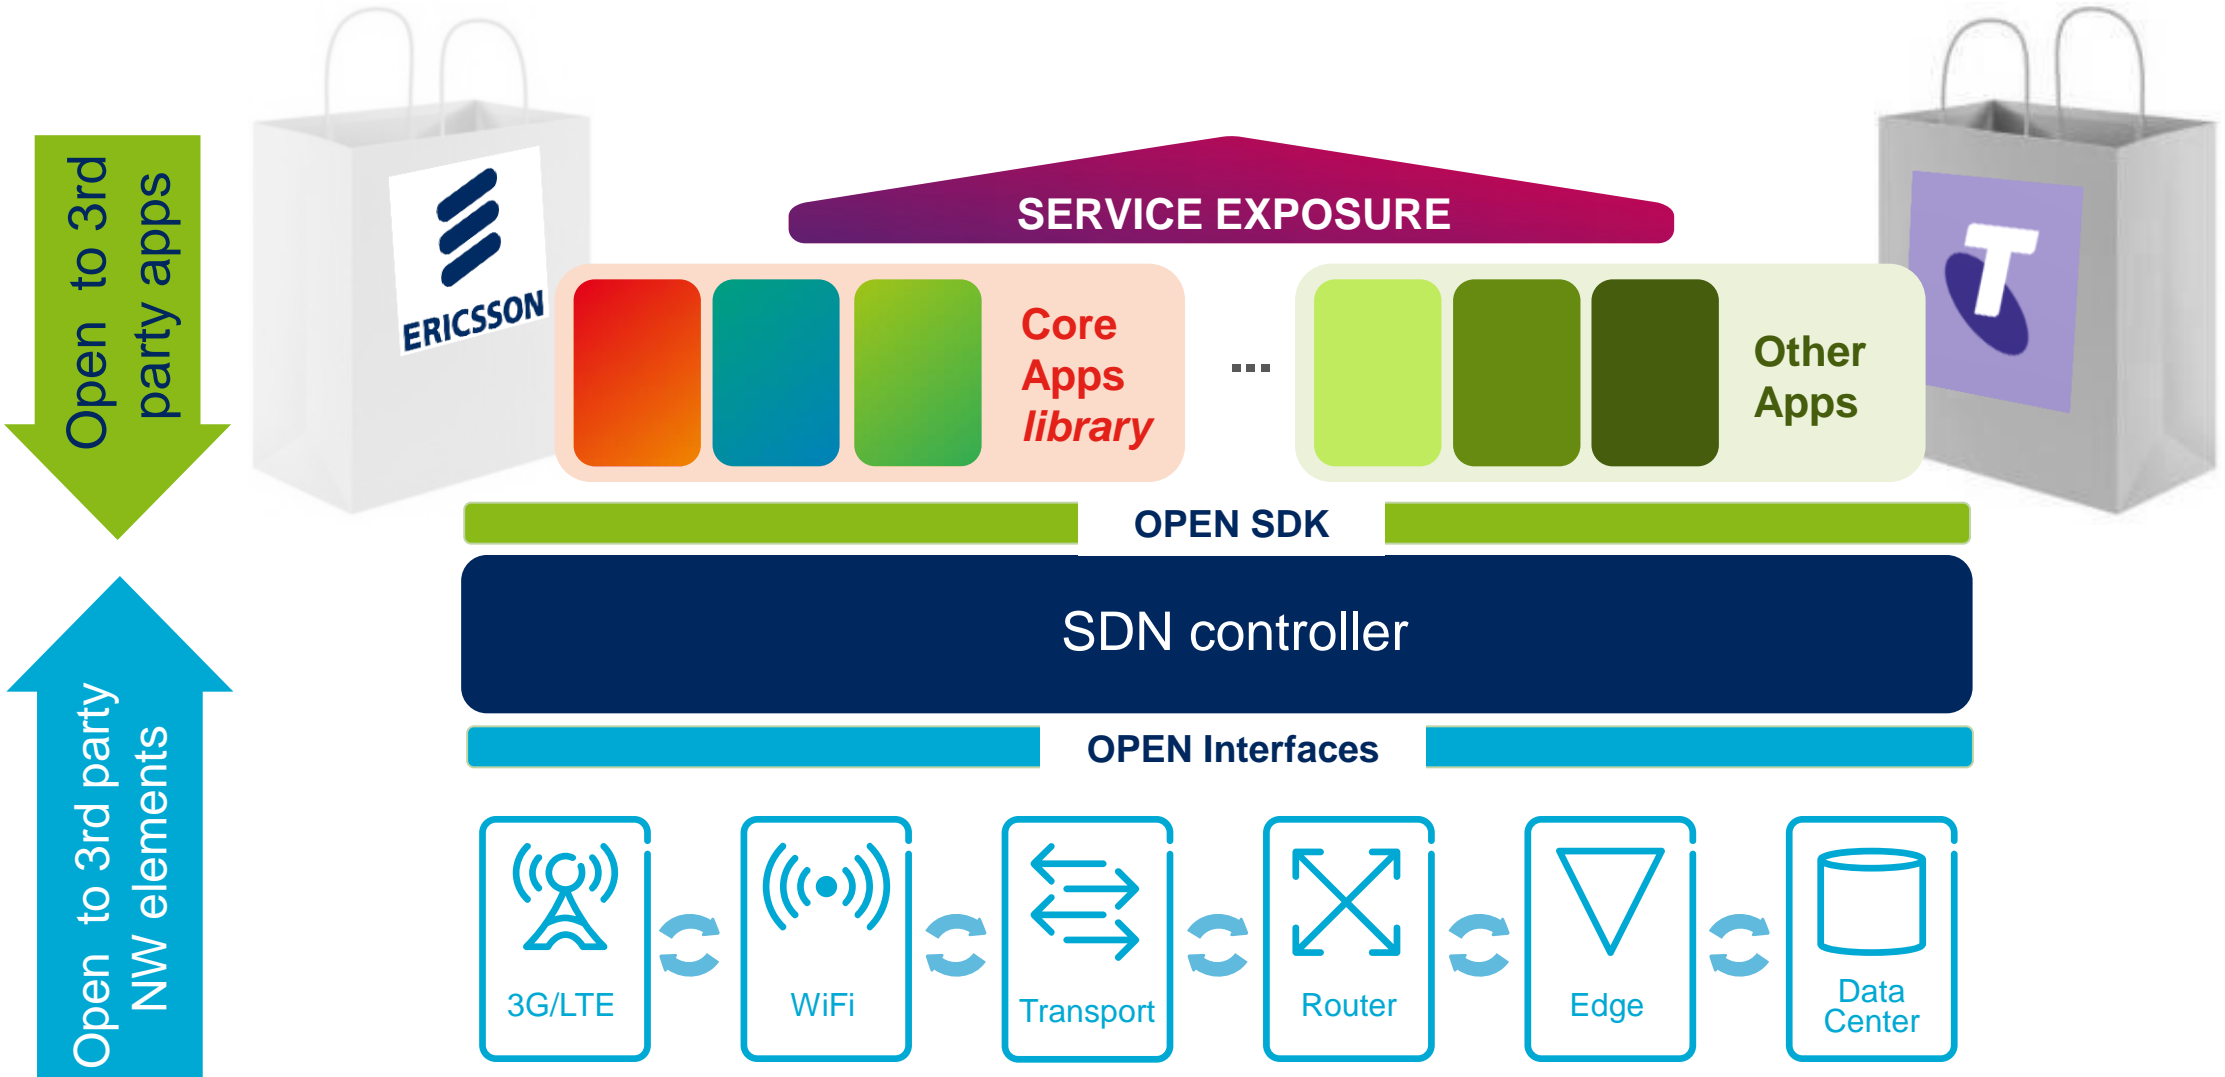 Open to 3rd
party apps
ERICSSON
SERVICE EXPOSURE
Core
Apps
library
...
Other
Apps
T
OPEN SDK
SDN controller
OPEN Interfaces
Open to 3rd party
NW elements
3G/LTE
WiFi
Transport
Router
Edge
Data
Center